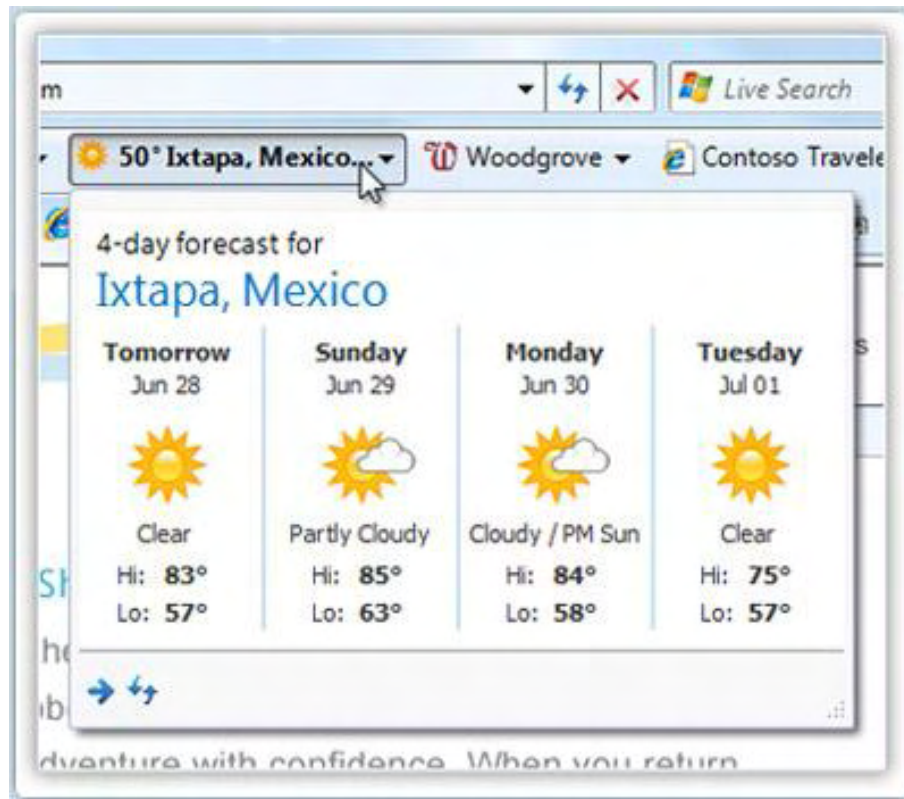 m
Live Search
50° Ixtapa, Mexico...
Woodgrove
Contoso Travele
4-day forecast for
Ixtapa, Mexico
Tomorrow Sunday Monday Tuesday
Jun 28 Jun 29 Jun 30 Jul 01
Clear Partly Cloudy Cloudy / PM Sun Clear
Hi: 83° Hi: 85° Hi: 84° Hi: 75°
Lo: 57° Lo: 63° Lo: 58° Lo: 57°
dventure with confidence. When you return